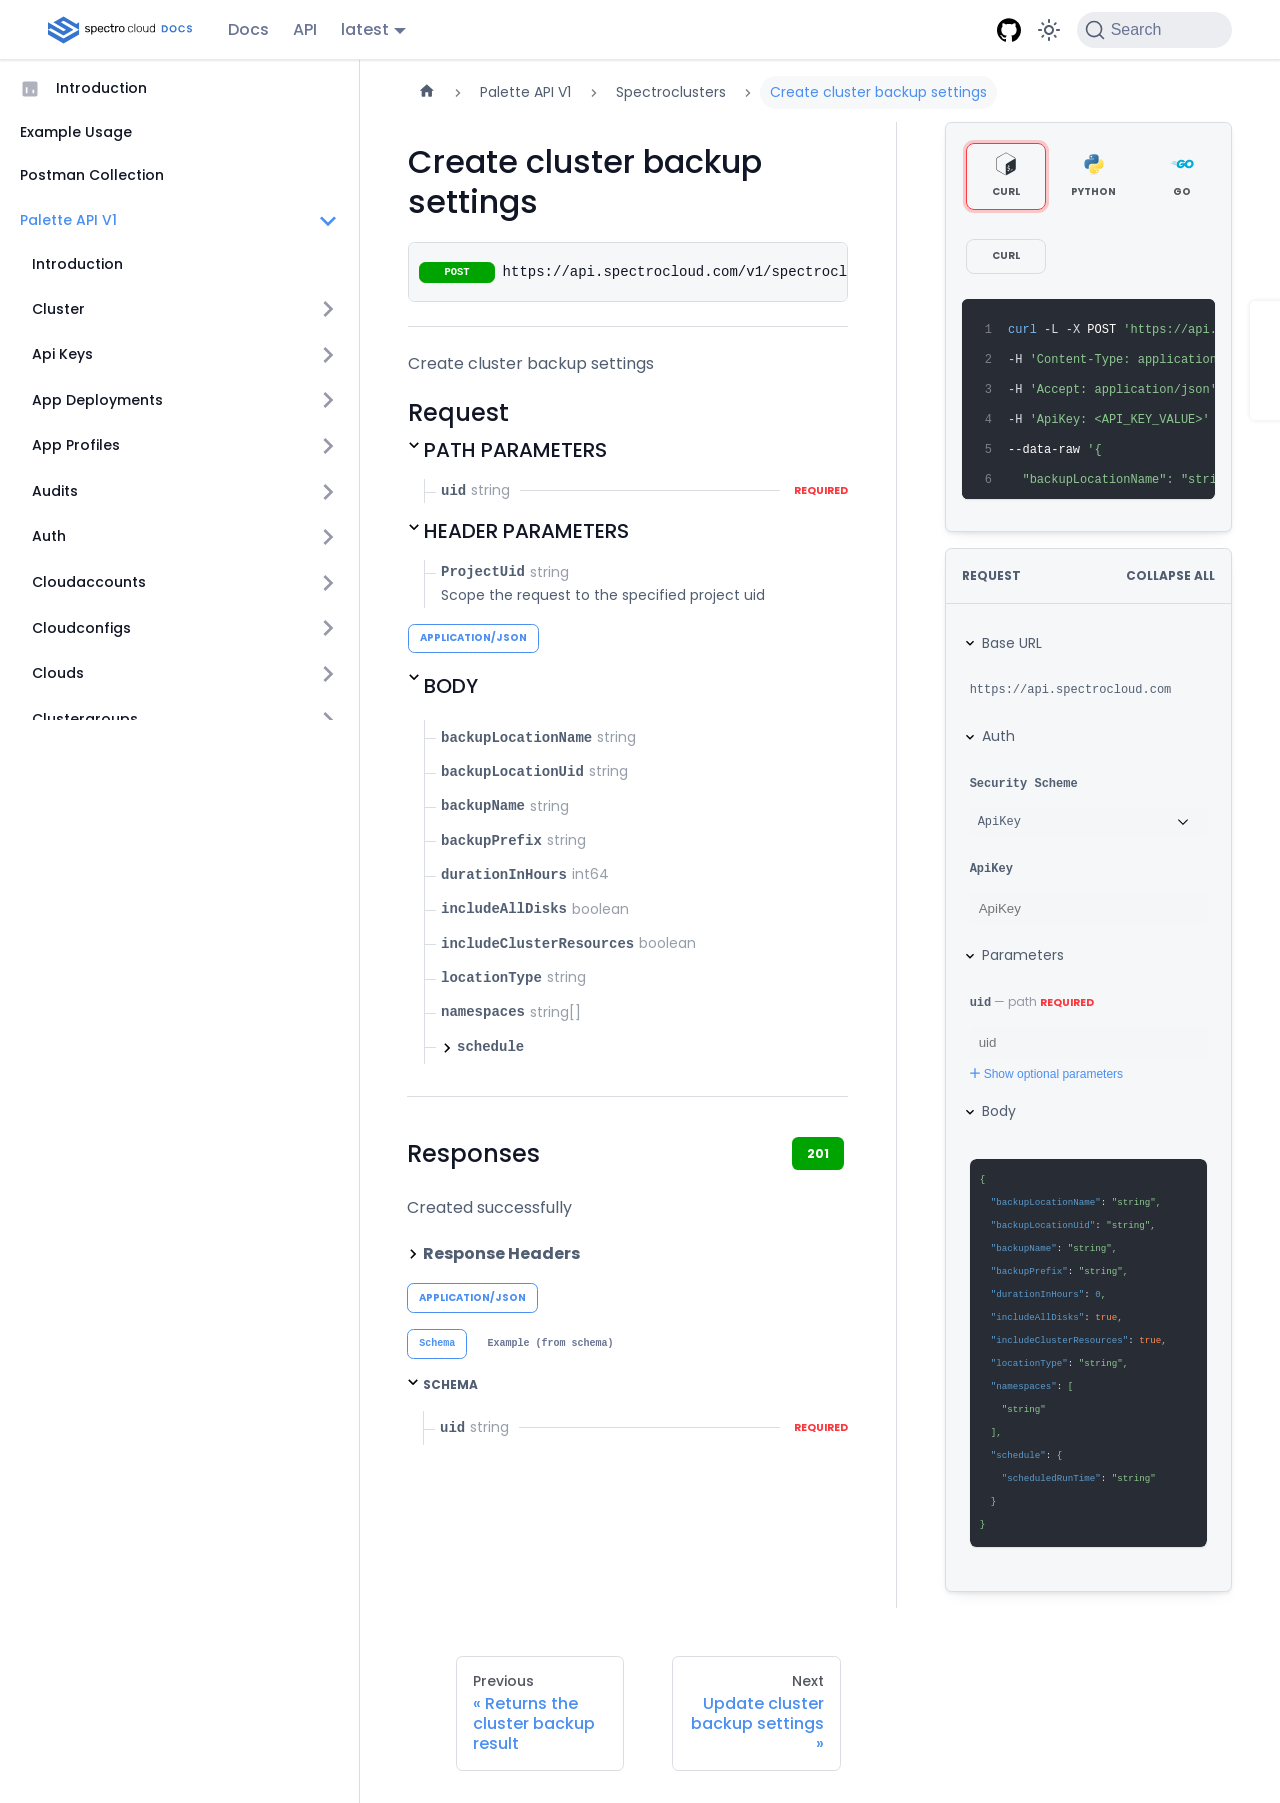 spectro cloud DOCS
Docs
API
latest
Search
Introduction
Example Usage
Postman Collection
Palette API V1
Introduction
Cluster
Api Keys
App Deployments
App Profiles
Audits
Auth
Cloudaccounts
Cloudconfigs
Clouds
Clustergroups
Palette API V1
Spectroclusters
Create cluster backup settings
Create cluster backup
settings
POST https://api.spectrocloud.com/v1/spectrocl
Create cluster backup settings
Request
PATH PARAMETERS
uid string REQUIRED
HEADER PARAMETERS
ProjectUid string
Scope the request to the specified project uid
APPLICATION/JSON
BODY
backupLocationName string
backupLocationUid string
backupName string
backupPrefix string
durationInHours int64
includeAllDisks boolean
includeClusterResources boolean
locationType string
namespaces string[]
schedule
Responses
201
Created successfully
Response Headers
APPLICATION/JSON
Schema
Example (from schema)
SCHEMA
uid string REQUIRED
CURL
PYTHON
GO
CURL
1 curl -L -X POST 'https://api.
2 -H 'Content-Type: application
3 -H 'Accept: application/json'
4 -H 'ApiKey: <API_KEY_VALUE>'
5 --data-raw '{
6 "backupLocationName": "stri
REQUEST
COLLAPSE ALL
Base URL
https://api.spectrocloud.com
Auth
Security Scheme
ApiKey
ApiKey
ApiKey
Parameters
uid — path REQUIRED
uid
+ Show optional parameters
Body
{
"backupLocationName": "string",
"backupLocationUid": "string",
"backupName": "string",
"backupPrefix": "string",
"durationInHours": 0,
"includeAllDisks": true,
"includeClusterResources": true,
"locationType": "string",
"namespaces": [
"string"
],
"schedule": {
"scheduledRunTime": "string"
}
}
Previous
« Returns the
cluster backup
result
Next
Update cluster
backup settings
»